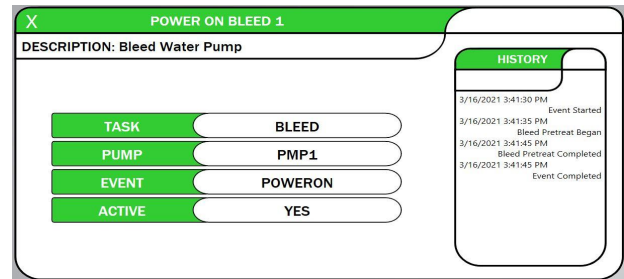 X POWER ON BLEED 1
DESCRIPTION: Bleed Water Pump
TASK BLEED
PUMP PMP1
EVENT POWERON
ACTIVE YES
HISTORY
3/16/2021 3:41:30 PM
Event Started
3/16/2021 3:41:35 PM
Bleed Pretreat Began
3/16/2021 3:41:45 PM
Bleed Pretreat Completed
3/16/2021 3:41:45 PM
Event Completed